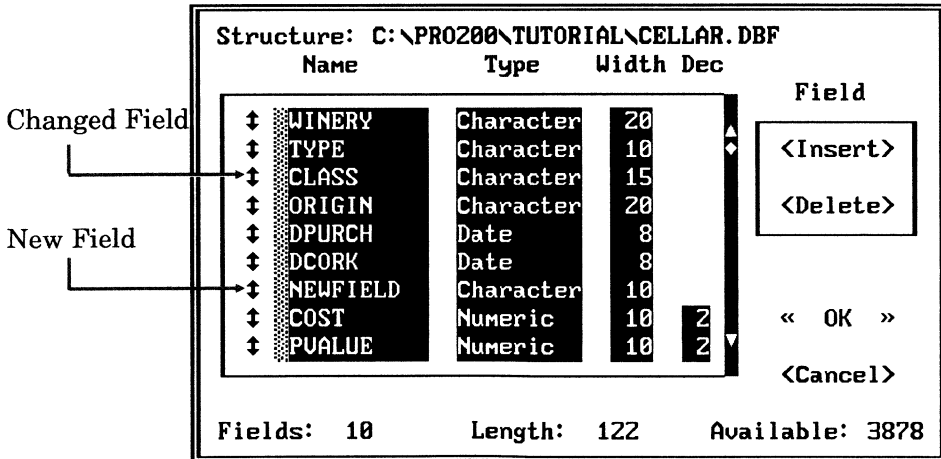 Structure: C:\PRO200\TUTORIAL\CELLAR.DBF
Name Type Width Dec
Field
Changed Field
New Field
WINERY Character 20
TYPE Character 10
CLASS Character 15
ORIGIN Character 20
DPURCH Date 8
DCORK Date 8
NEWFIELD Character 10
COST Numeric 10 2
PVALUE Numeric 10 2
<Insert>
<Delete>
« OK »
<Cancel>
Fields: 10 Length: 122 Available: 3878